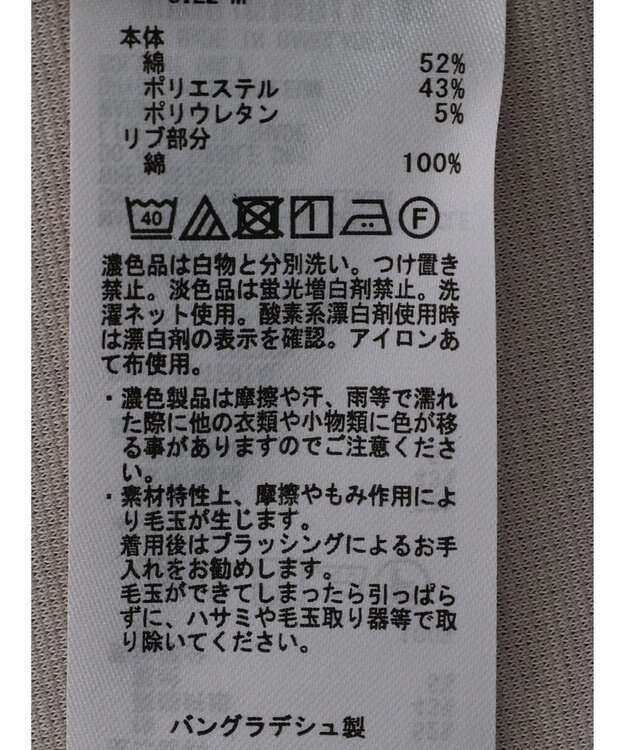 本体
綿 52%
ポリエステル 43%
ポリウレタン 5%
リブ部分
綿 100%
40 F
濃色品は白物と分別洗い。つけ置き
禁止。淡色品は蛍光増白剤禁止。洗
濯ネット使用。酸素系漂白剤使用時
は漂白剤の表示を確認。アイロンあ
て布使用。
・濃色製品は摩擦や汗、雨等で濡れ
た際に他の衣類や小物類に色が移
る事がありますのでご注意くださ
い。
・素材特性上、摩擦やもみ作用によ
り毛玉が生じます。
着用後はブラッシングによるお手
入れをお勧めします。
毛玉ができてしまったら引っぱら
ずに、ハサミや毛玉取り器等で取
り除いてください。
バングラデシュ製